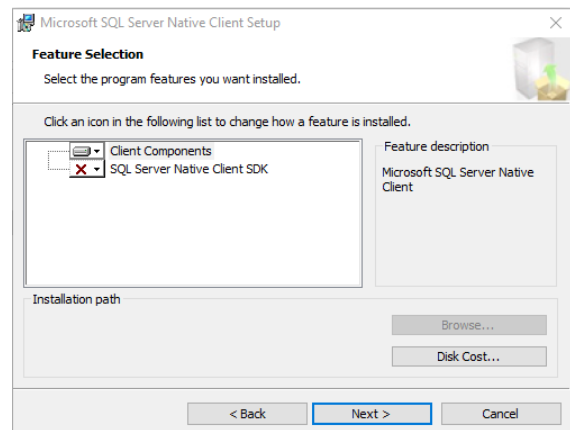 Microsoft SQL Server Native Client Setup
Feature Selection
Select the program features you want installed.
Click an icon in the following list to change how a feature is installed.
Client Components
SQL Server Native Client SDK
Feature description
Microsoft SQL Server Native
Client
Installation path
Browse...
Disk Cost...
< Back
Next >
Cancel